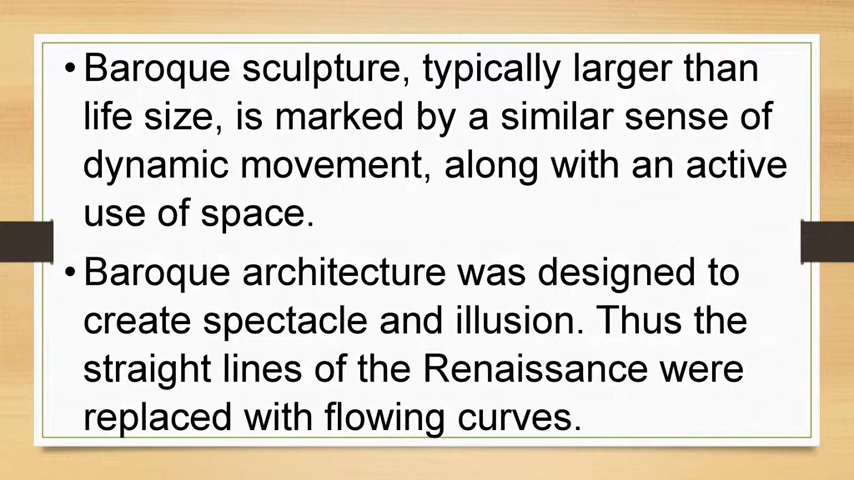 • Baroque sculpture, typically larger than
life size, is marked by a similar sense of
dynamic movement, along with an active
use of space.
• Baroque architecture was designed to
create spectacle and illusion. Thus the
straight lines of the Renaissance were
replaced with flowing curves.